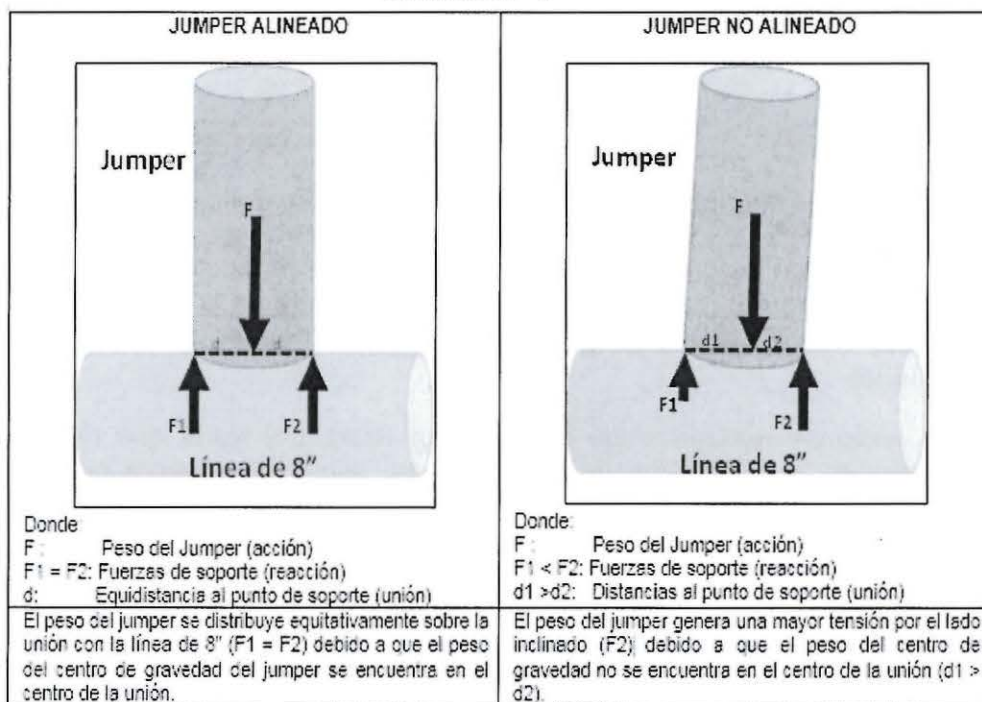 JUMPER ALINEADO
Jumper
F
d d
F1 F2
Línea de 8”
Donde:
F : Peso del Jumper (acción)
F1 = F2: Fuerzas de soporte (reacción)
d: Equidistancia al punto de soporte (unión)
El peso del jumper se distribuye equitativamente sobre la
unión con la línea de 8” (F1 = F2) debido a que el peso
del centro de gravedad del jumper se encuentra en el
centro de la unión.
JUMPER NO ALINEADO
Jumper
F
d1 d2
F1
F2
Línea de 8”
Donde:
F : Peso del Jumper (acción)
F1 < F2: Fuerzas de soporte (reacción)
d1 >d2: Distancias al punto de soporte (unión)
El peso del jumper genera una mayor tensión por el lado
inclinado (F2) debido a que el peso del centro de
gravedad no se encuentra en el centro de la unión (d1 >
d2).